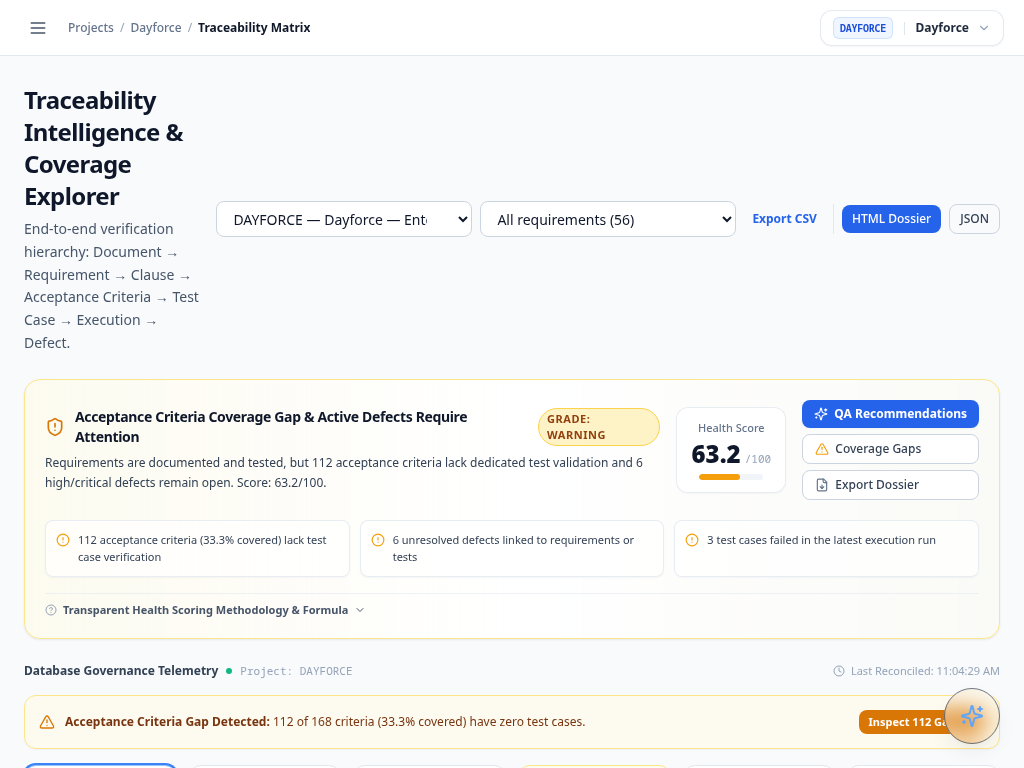 Projects / Dayforce / Traceability Matrix
DAYFORCE Dayforce
Traceability
Intelligence &
Coverage
Explorer
End-to-end verification
hierarchy: Document →
Requirement → Clause →
Acceptance Criteria → Test
Case → Execution →
Defect.
DAYFORCE — Dayforce — Ente
All requirements (56)
Export CSV
HTML Dossier
JSON
Acceptance Criteria Coverage Gap & Active Defects Require
Attention
GRADE:
WARNING
Requirements are documented and tested, but 112 acceptance criteria lack dedicated test validation and 6
high/critical defects remain open. Score: 63.2/100.
Health Score
63.2 /100
QA Recommendations
Coverage Gaps
Export Dossier
112 acceptance criteria (33.3% covered) lack test
case verification
6 unresolved defects linked to requirements or
tests
3 test cases failed in the latest execution run
Transparent Health Scoring Methodology & Formula
Database Governance Telemetry Project: DAYFORCE
Last Reconciled: 11:04:29 AM
Acceptance Criteria Gap Detected: 112 of 168 criteria (33.3% covered) have zero test cases.
Inspect 112